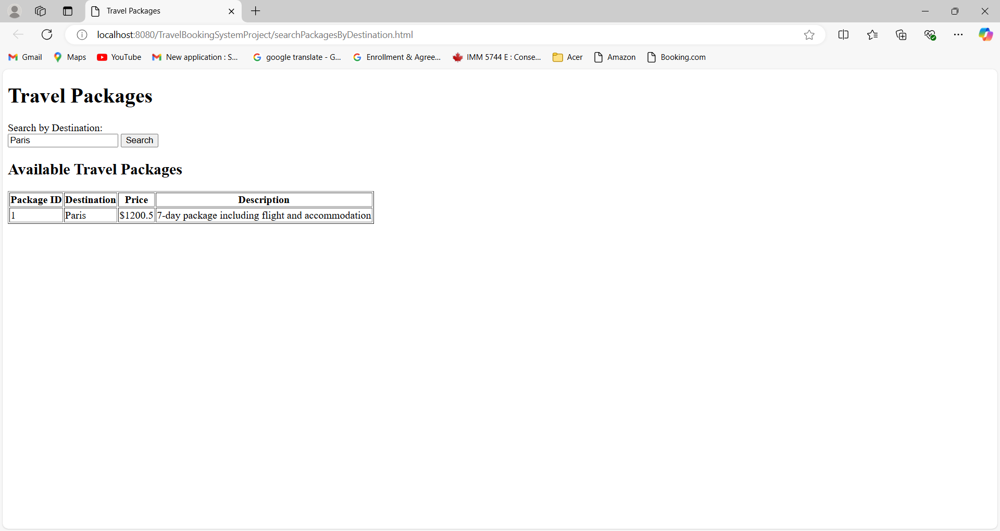 Travel Packages
localhost:8080/TravelBookingSystemProject/searchPackagesByDestination.html
Gmail Maps YouTube New application : S... google translate - G... Enrollment & Agree... IMM 5744 E : Conse... Acer Amazon Booking.com
Travel Packages
Search by Destination:
Paris Search
Available Travel Packages
Package ID Destination Price Description
1 Paris $1200.5 7-day package including flight and accommodation